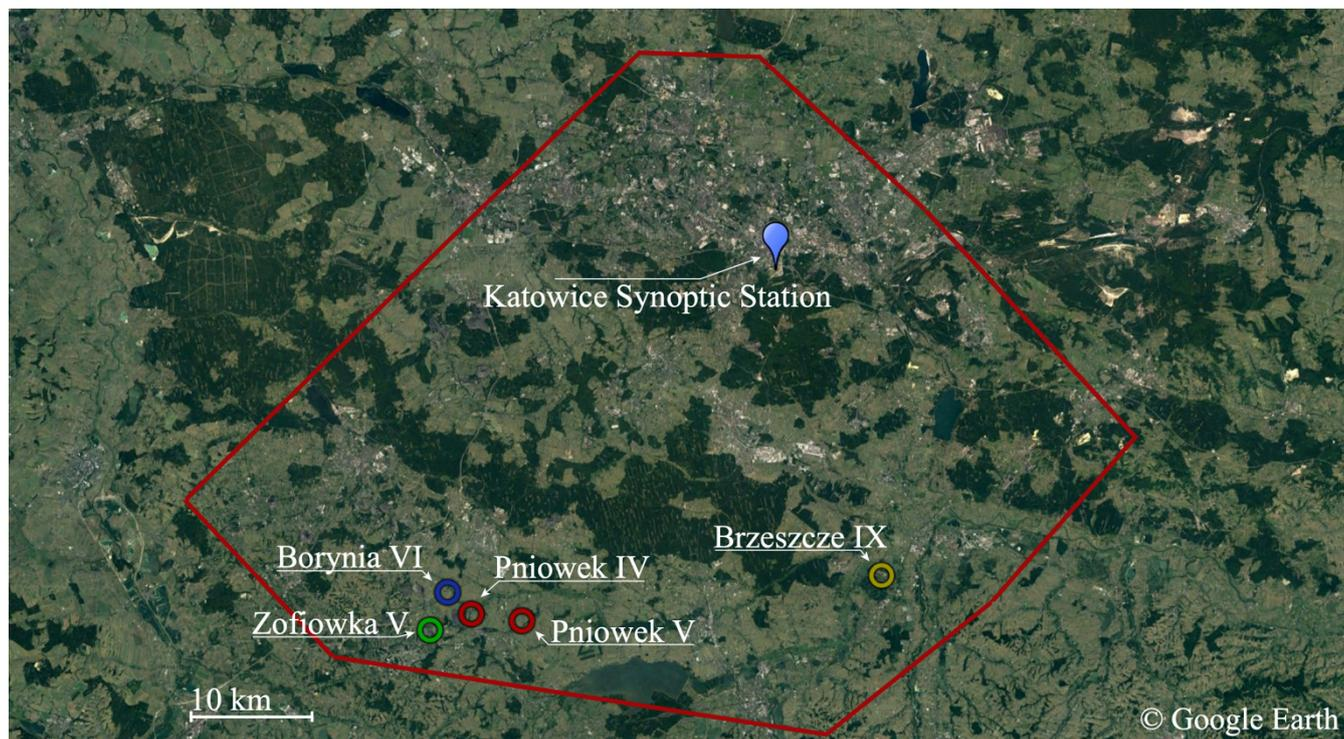 Katowice Synoptic Station
Brzeszcze IX
Borynia VI
Pniowek IV
Zofiowka V
Pniowek V
10 km
© Google Earth